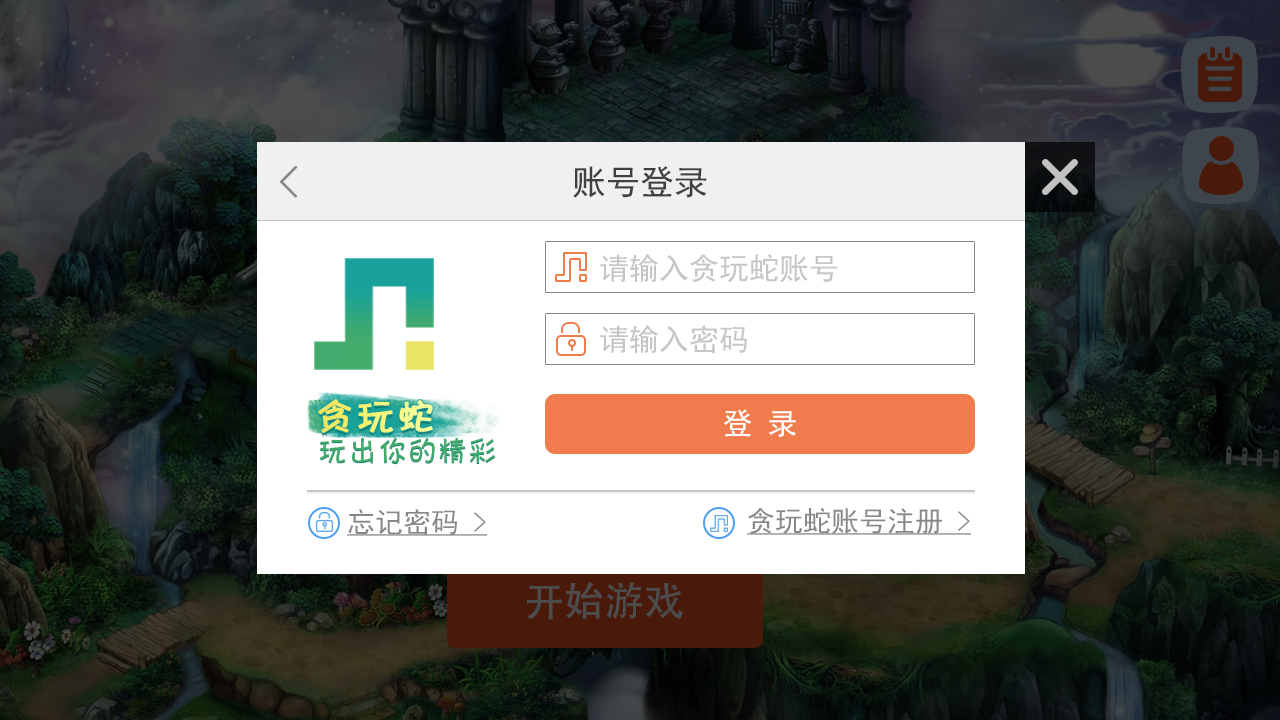 账号登录
请输入贪玩蛇账号
请输入密码
贪玩蛇
玩出你的精彩
登 录
忘记密码
贪玩蛇账号注册
开始游戏